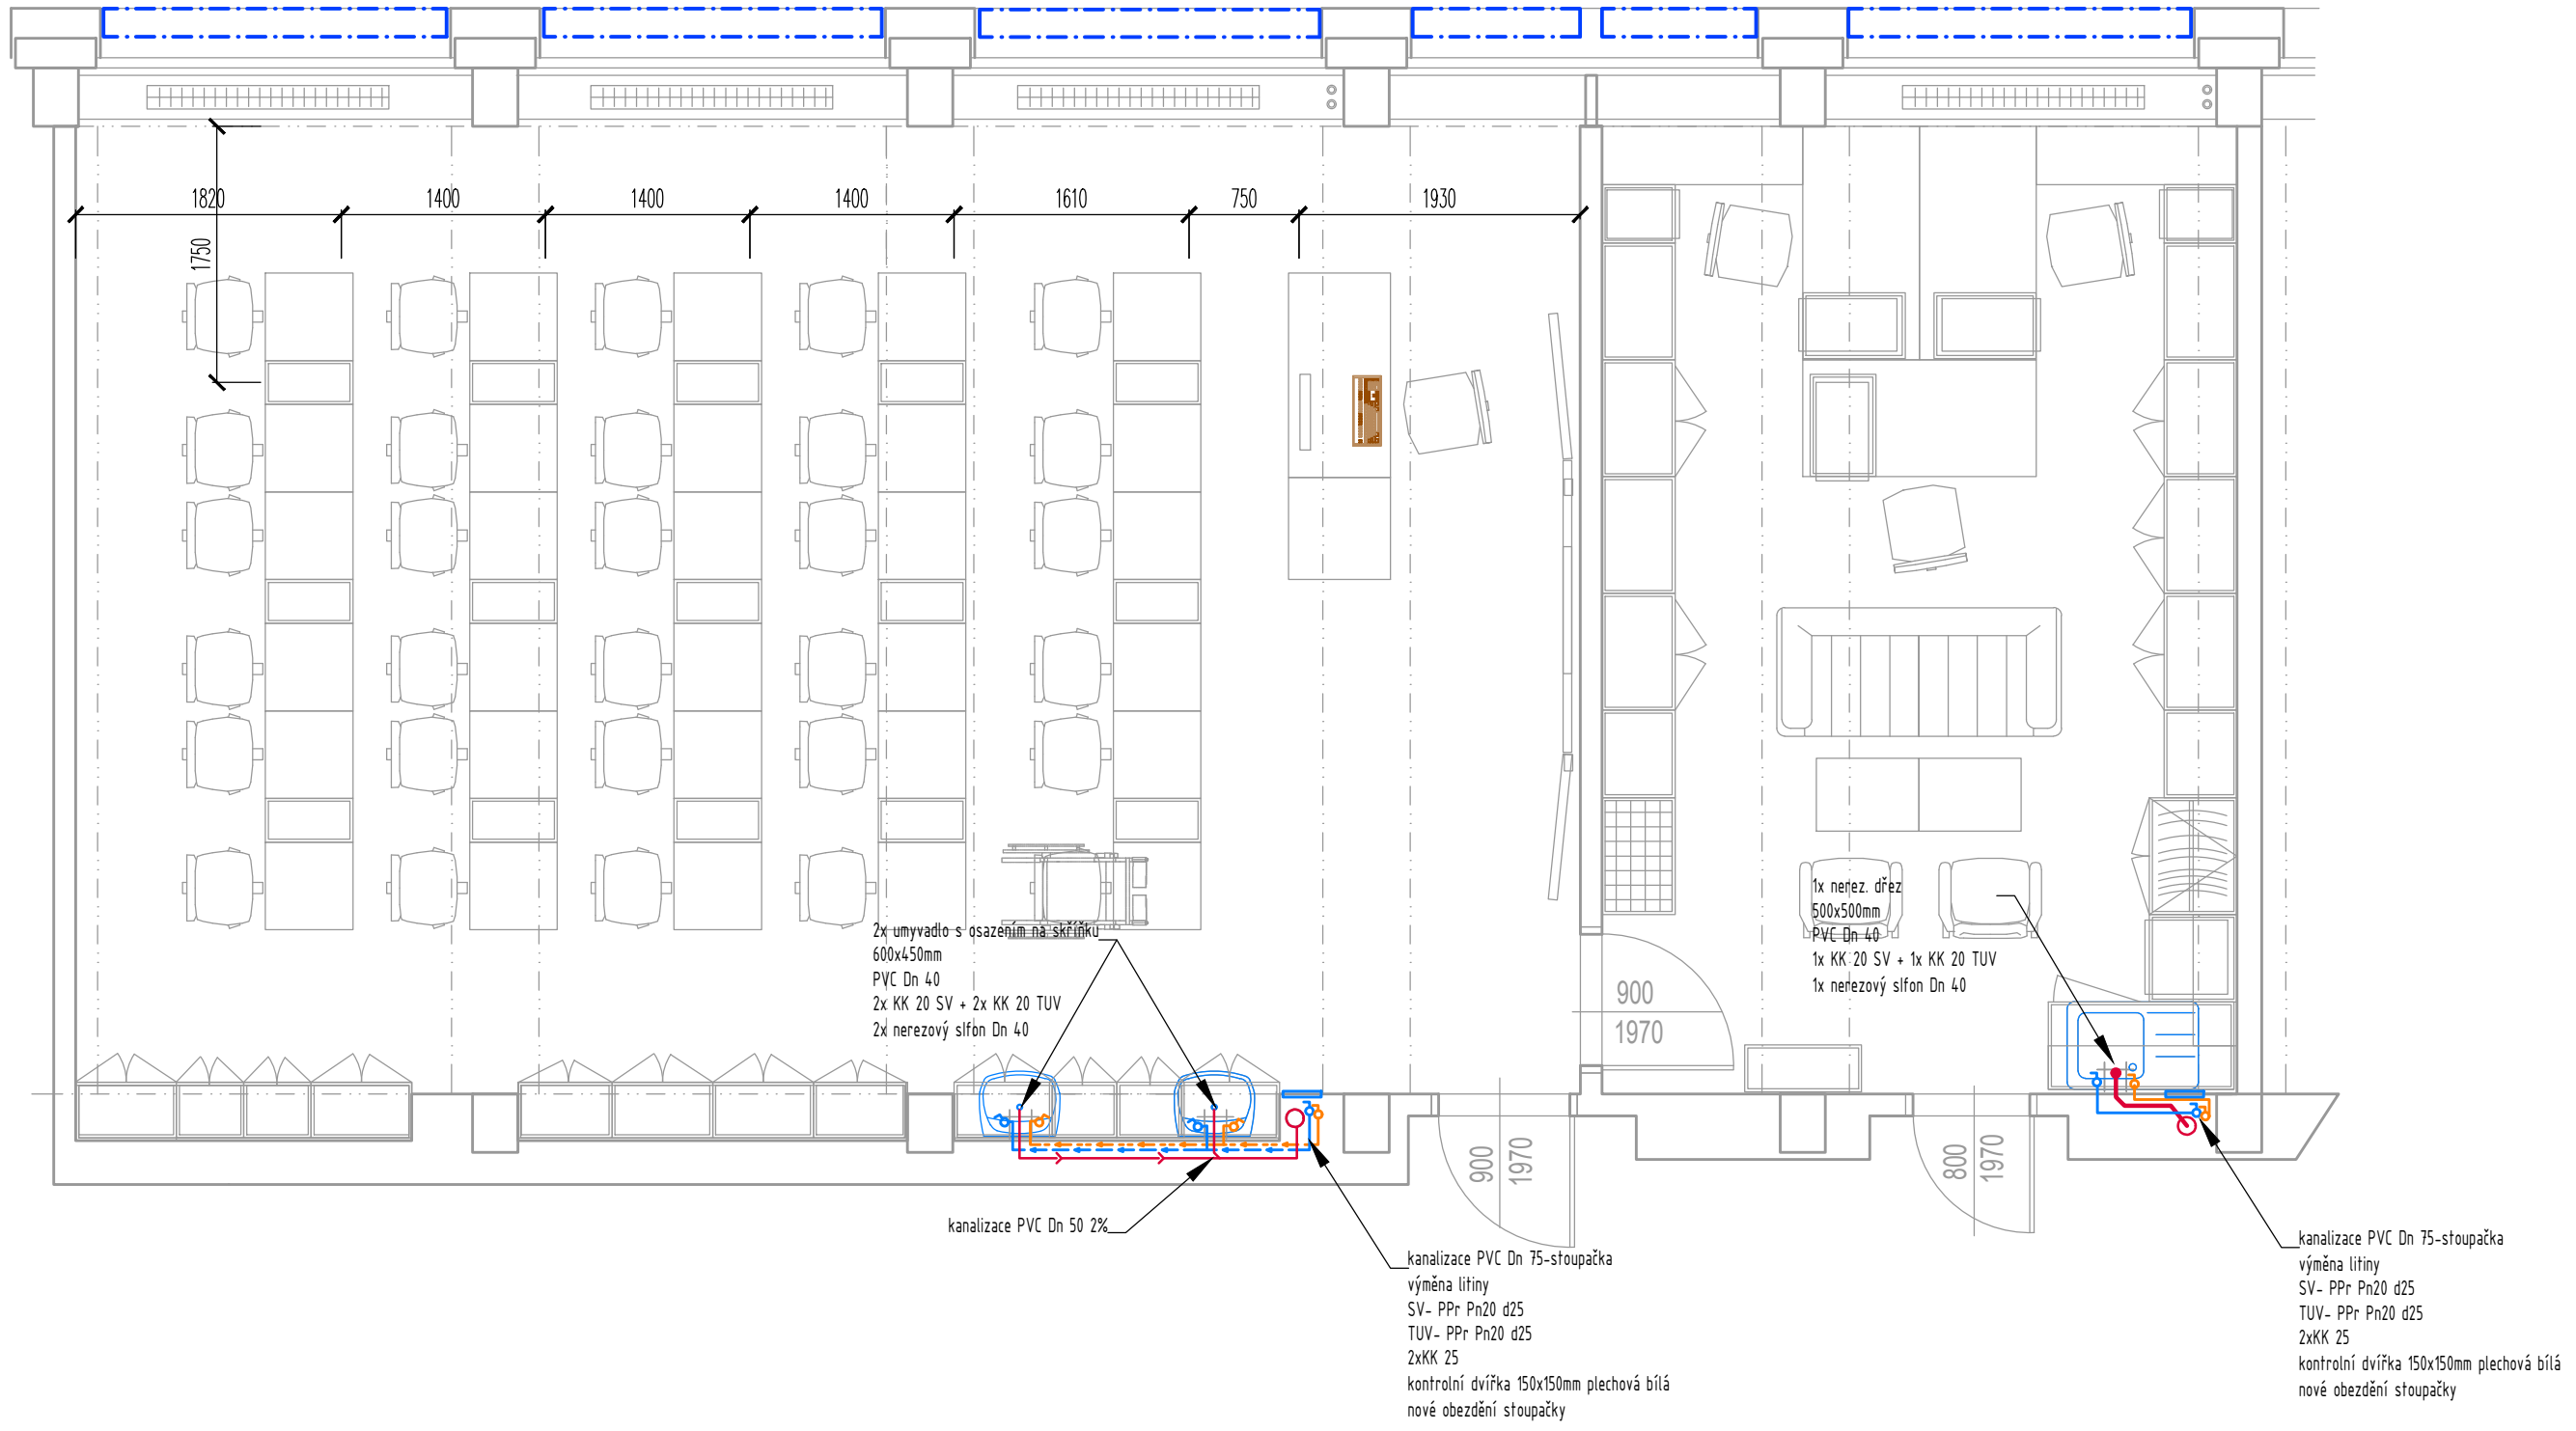 1820
1400
1400
1400
1610
750
1930
1750
2x umyvadlo s osazením na skříňku
600x450mm
PVC Dn 40
2x KK 20 SV + 2x KK 20 TUV
2x nerezový sifon Dn 40
1x nerez. dřez
500x500mm
PVC Dn 40
1x KK 20 SV + 1x KK 20 TUV
1x nerezový sifon Dn 40
900
1970
900
1970
800
1970
kanalizace PVC Dn 50 2%
kanalizace PVC Dn 75-stoupačka
výměna litiny
SV- PPr Pn20 d25
TUV- PPr Pn20 d25
2xKK 25
kontrolní dvířka 150x150mm plechová bílá
nové obezdění stoupačky
kanalizace PVC Dn 75-stoupačka
výměna litiny
SV- PPr Pn20 d25
TUV- PPr Pn20 d25
2xKK 25
kontrolní dvířka 150x150mm plechová bílá
nové obezdění stoupačky